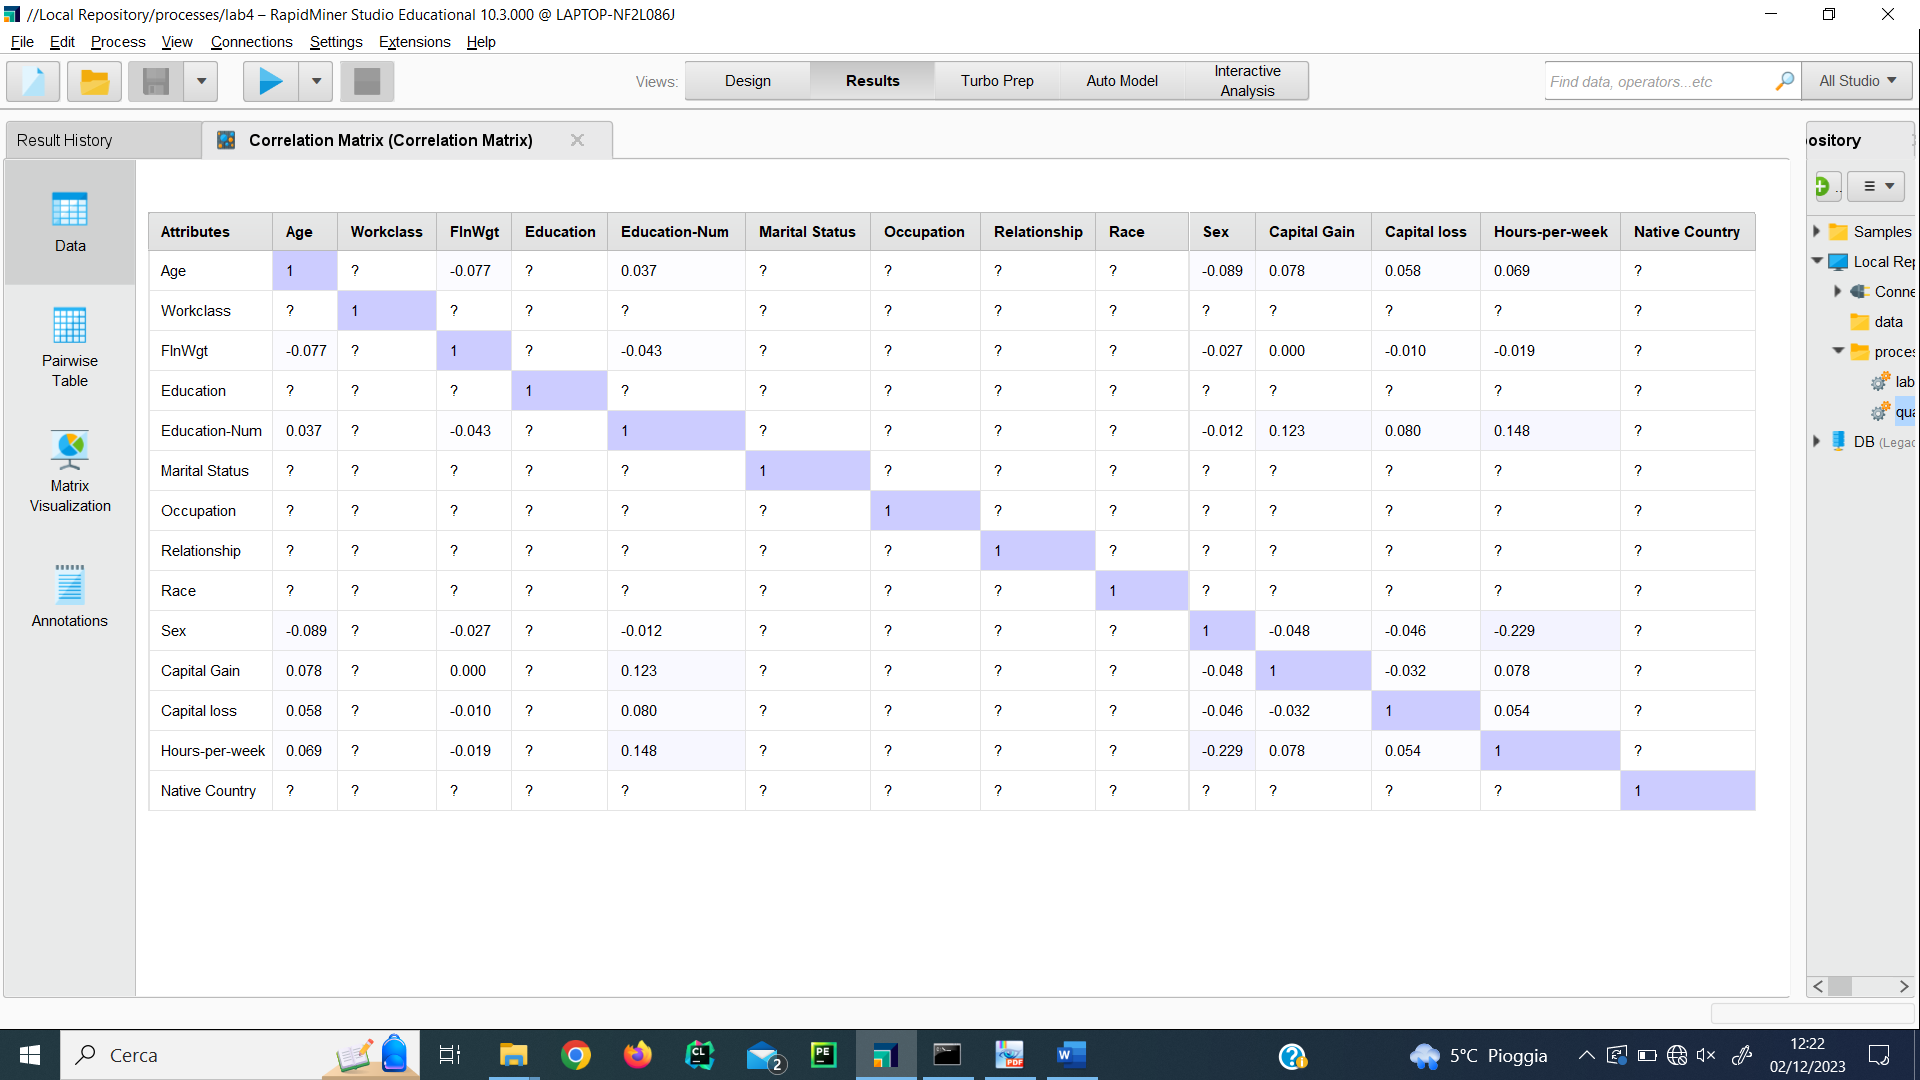 //Local Repository/processes/lab4 – RapidMiner Studio Educational 10.3.000 @ LAPTOP-NF2L086J
File Edit Process View Connections Settings Extensions Help
Views: Design Results Turbo Prep Auto Model Interactive Analysis
Find data, operators...etc
All Studio
Result History
Correlation Matrix (Correlation Matrix)
Data
Pairwise
Table
Matrix
Visualization
Annotations
Attributes Age Workclass FlnWgt Education Education-Num Marital Status Occupation Relationship Race Sex Capital Gain Capital loss Hours-per-week Native Country
Age 1 ? -0.077 ? 0.037 ? ? ? ? -0.089 0.078 0.058 0.069 ?
Workclass ? 1 ? ? ? ? ? ? ? ? ? ? ? ?
FlnWgt -0.077 ? 1 ? -0.043 ? ? ? ? -0.027 0.000 -0.010 -0.019 ?
Education ? ? ? 1 ? ? ? ? ? ? ? ? ? ?
Education-Num 0.037 ? -0.043 ? 1 ? ? ? ? -0.012 0.123 0.080 0.148 ?
Marital Status ? ? ? ? ? 1 ? ? ? ? ? ? ? ?
Occupation ? ? ? ? ? ? 1 ? ? ? ? ? ? ?
Relationship ? ? ? ? ? ? ? 1 ? ? ? ? ? ?
Race ? ? ? ? ? ? ? ? 1 ? ? ? ? ?
Sex -0.089 ? -0.027 ? -0.012 ? ? ? ? 1 -0.048 -0.046 -0.229 ?
Capital Gain 0.078 ? 0.000 ? 0.123 ? ? ? ? -0.048 1 -0.032 0.078 ?
Capital loss 0.058 ? -0.010 ? 0.080 ? ? ? ? -0.046 -0.032 1 0.054 ?
Hours-per-week 0.069 ? -0.019 ? 0.148 ? ? ? ? -0.229 0.078 0.054 1 ?
Native Country ? ? ? ? ? ? ? ? ? ? ? ? ? 1
ository
Samples
Local Rep
Conne
data
proces
lab
qua
DB (Legac
Cerca
CL
2
PE
PDF
W
5°C Pioggia
12:22
02/12/2023